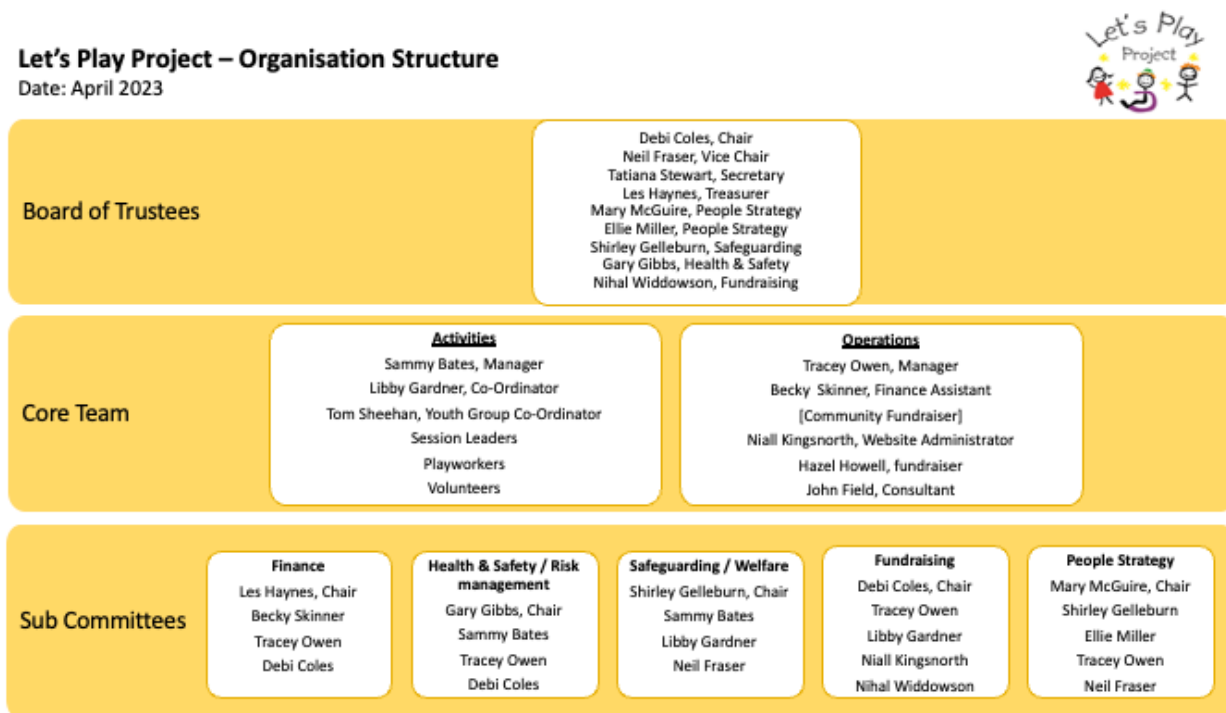 Let's Play Project – Organisation Structure
Date: April 2023
Let's Play
Project
Board of Trustees
Debi Coles, Chair
Neil Fraser, Vice Chair
Tatiana Stewart, Secretary
Les Haynes, Treasurer
Mary McGuire, People Strategy
Ellie Miller, People Strategy
Shirley Gelleburn, Safeguarding
Gary Gibbs, Health & Safety
Nihal Widdowson, Fundraising
Core Team
Activities
Sammy Bates, Manager
Libby Gardner, Co-Ordinator
Tom Sheehan, Youth Group Co-Ordinator
Session Leaders
Playworkers
Volunteers
Operations
Tracey Owen, Manager
Becky Skinner, Finance Assistant
[Community Fundraiser]
Niall Kingsnorth, Website Administrator
Hazel Howell, fundraiser
John Field, Consultant
Sub Committees
Finance
Les Haynes, Chair
Becky Skinner
Tracey Owen
Debi Coles
Health & Safety / Risk
management
Gary Gibbs, Chair
Sammy Bates
Tracey Owen
Debi Coles
Safeguarding / Welfare
Shirley Gelleburn, Chair
Sammy Bates
Libby Gardner
Neil Fraser
Fundraising
Debi Coles, Chair
Tracey Owen
Libby Gardner
Niall Kingsnorth
Nihal Widdowson
People Strategy
Mary McGuire, Chair
Shirley Gelleburn
Ellie Miller
Tracey Owen
Neil Fraser